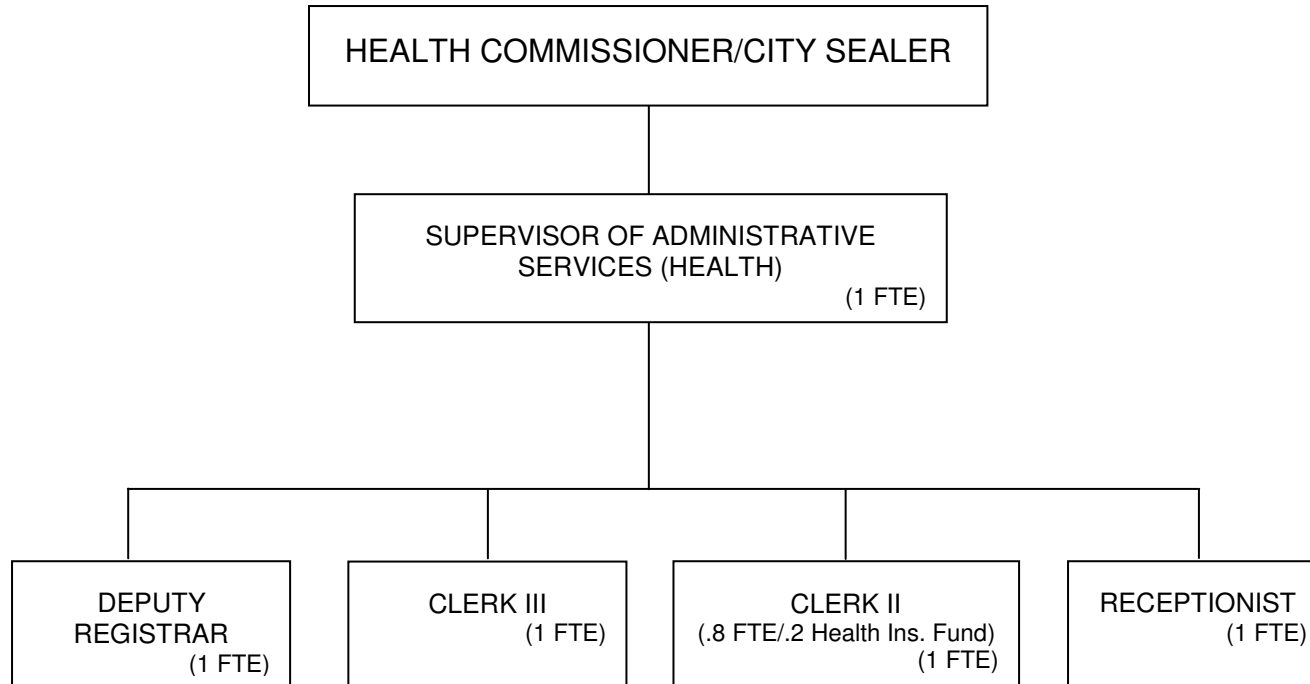 HEALTH COMMISSIONER/CITY SEALER
SUPERVISOR OF ADMINISTRATIVE
SERVICES (HEALTH)
(1 FTE)
DEPUTY
REGISTRAR
(1 FTE)
CLERK III
(1 FTE)
CLERK II
(.8 FTE/.2 Health Ins. Fund)
(1 FTE)
RECEPTIONIST
(1 FTE)